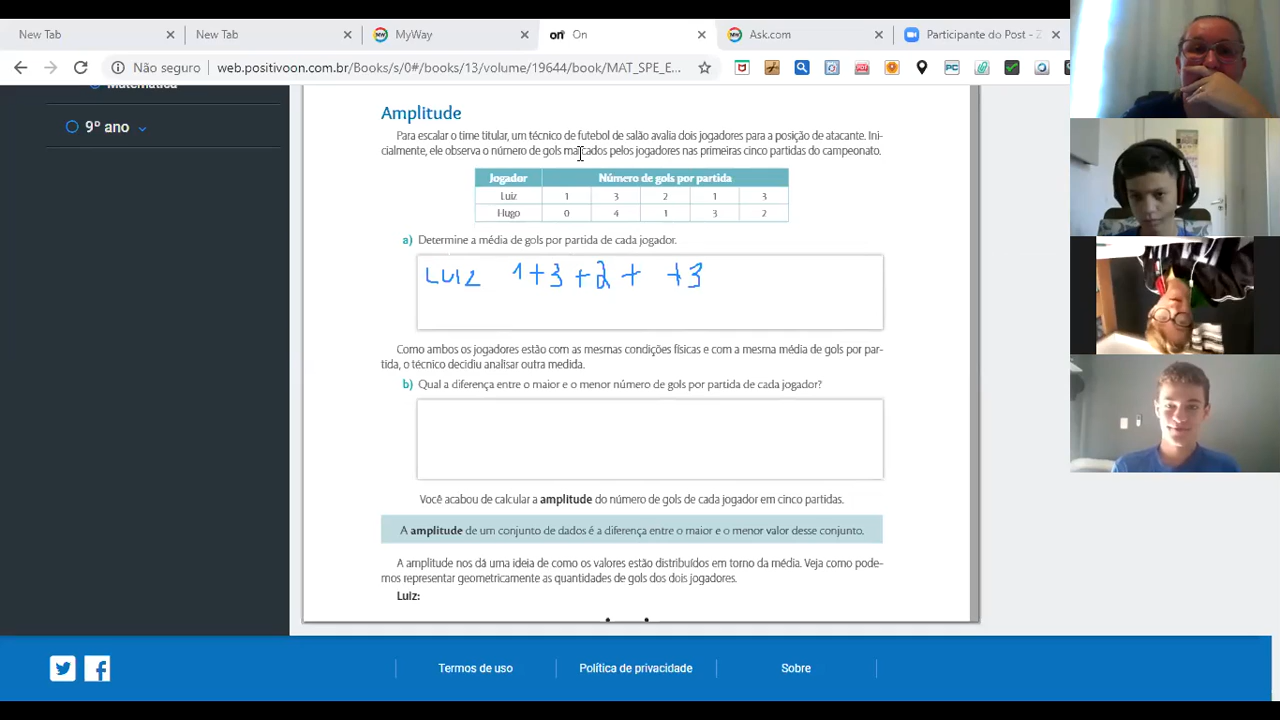 New Tab
New Tab
MyWay
on On
Ask.com
Participante do Post - Z
Não seguro web.positivoon.com.br/Books/s/0#/books/13/volume/19644/book/MAT_SPE_E...
9º ano
Amplitude
Para escalar o time titular, um técnico de futebol de salão avalia dois jogadores para a posição de atacante. Ini-
cialmente, ele observa o número de gols marcados pelos jogadores nas primeiras cinco partidas do campeonato.
Jogador Número de gols por partida
Luiz 1 3 2 1 3
Hugo 0 4 1 3 2
a) Determine a média de gols por partida de cada jogador.
Luiz 1+3+2+ +3
Como ambos os jogadores estão com as mesmas condições físicas e com a mesma média de gols por par-
tida, o técnico decidiu analisar outra medida.
b) Qual a diferença entre o maior e o menor número de gols por partida de cada jogador?
Você acabou de calcular a amplitude do número de gols de cada jogador em cinco partidas.
A amplitude de um conjunto de dados é a diferença entre o maior e o menor valor desse conjunto.
A amplitude nos dá uma ideia de como os valores estão distribuídos em torno da média. Veja como pode-
mos representar geometricamente as quantidades de gols dos dois jogadores.
Luiz:
Termos de uso
Política de privacidade
Sobre